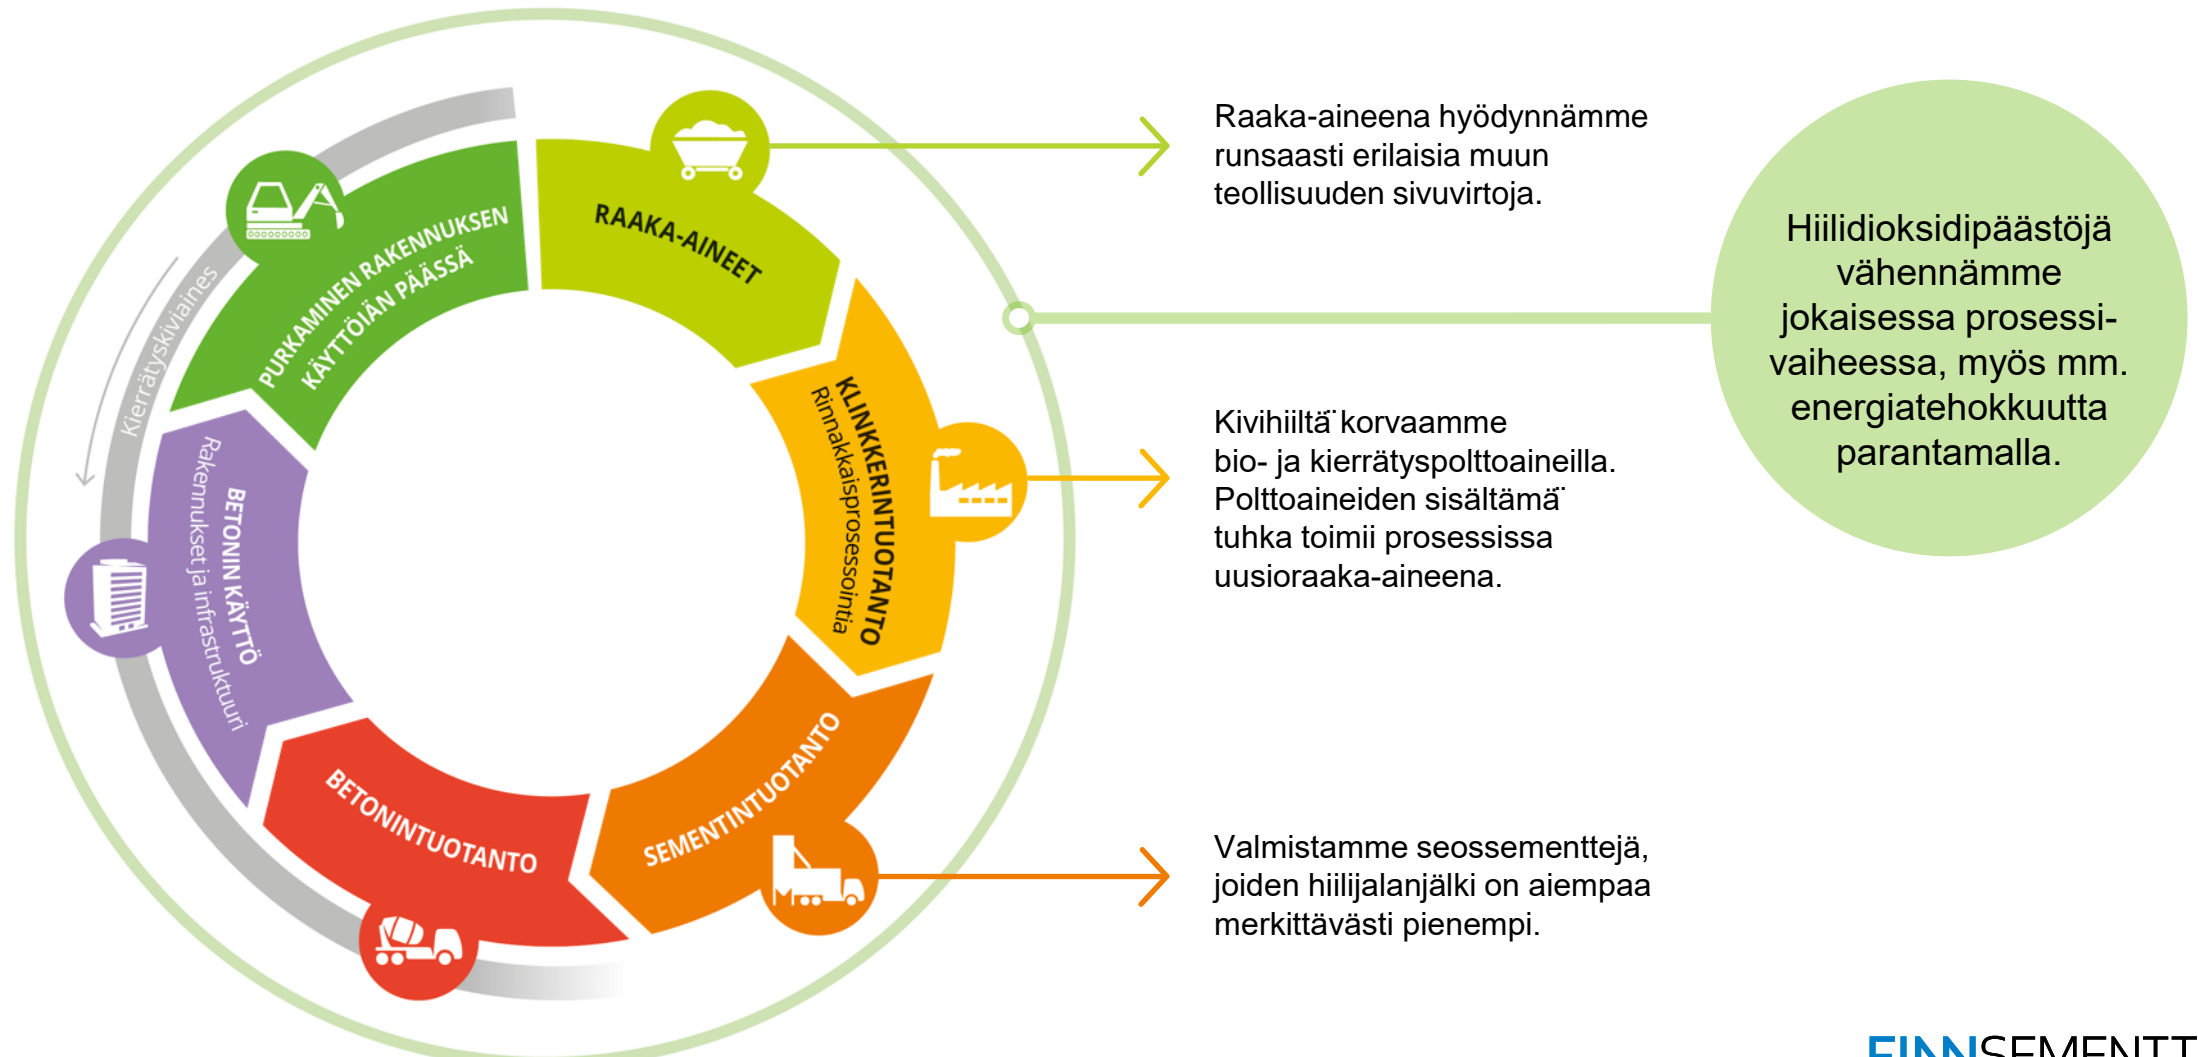 RAAKA-AINEET
KLINKKERINTUOTANTO
Rinnakkaisprosessointia
SEMENTINTUOTANTO
BETONINTUOTANTO
BETONIN KÄYTTÖ
Rakennukset ja infrastruktuuri
PURKAMINEN RAKENNUKSEN
KÄYTTÖIÄN PÄÄSSÄ
Kierrätyskiviaines
Raaka-aineena hyödynnämme
runsaasti erilaisia muun
teollisuuden sivuvirtoja.
Kivihiiltä korvaamme
bio- ja kierrätyspolttoaineilla.
Polttoaineiden sisältämä
tuhka toimii prosessissa
uusioraaka-aineena.
Valmistamme seossementtejä,
joiden hiilijalanjälki on aiempaa
merkittävästi pienempi.
Hiilidioksidipäästöjä
vähennämme
jokaisessa prosessi-
vaiheessa, myös mm.
energiatehokkuutta
parantamalla.
FINNSEMENTT